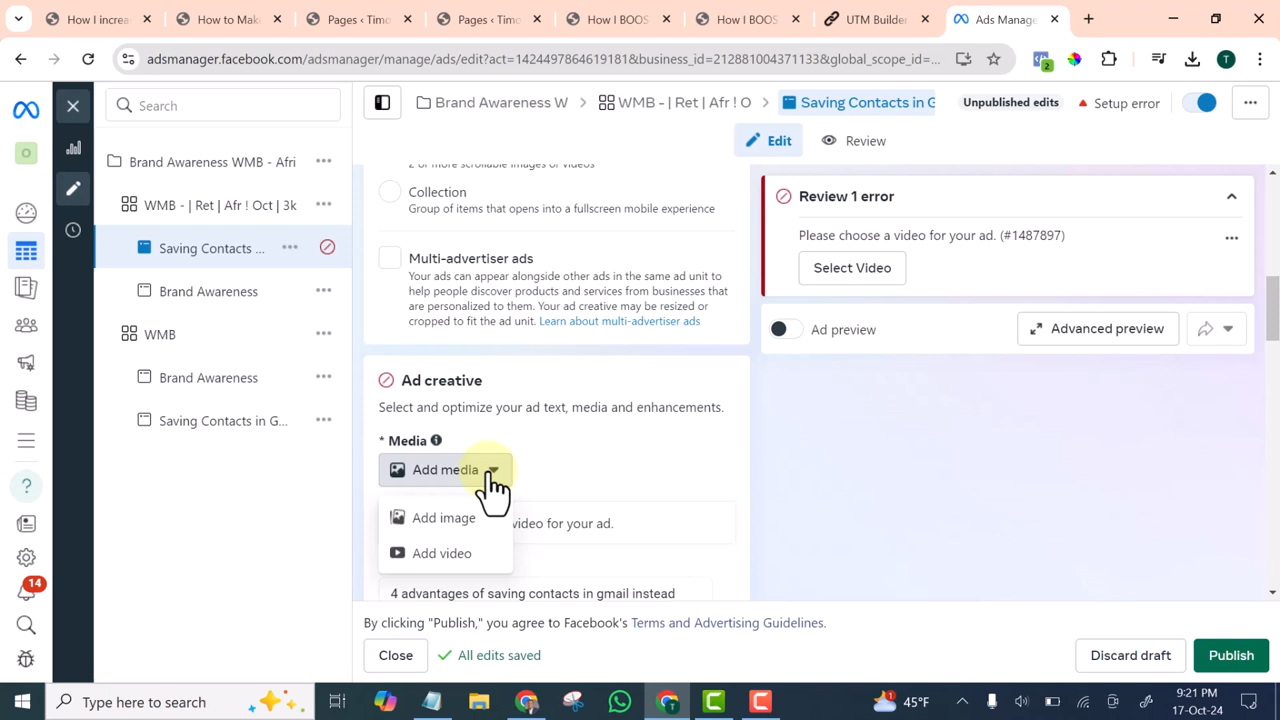 How I increa
How to Mak
Pages ‹ Timo
Pages ‹ Timo
How I BOOS
How I BOOS
UTM Builder
Ads Manager
adsmanager.facebook.com/adsmanager/manage/ads/edit?act=1424497864619181&business_id=212881004371133&global_scope_id=...
2
T
Search
Brand Awareness W
WMB - | Ret | Afr ! O
Saving Contacts in G
Unpublished edits
Setup error
Edit
Review
O
Brand Awareness WMB - Afri
WMB - | Ret | Afr ! Oct | 3k
Saving Contacts ...
Brand Awareness
WMB
Brand Awareness
Saving Contacts in G...
14
2 or more scrollable images or videos
Collection
Group of items that opens into a fullscreen mobile experience
Multi-advertiser ads
Your ads can appear alongside other ads in the same ad unit to
help people discover products and services from businesses that
are personalized to them. Your ad creative may be resized or
cropped to fit the ad unit. Learn about multi-advertiser ads
Ad creative
Select and optimize your ad text, media and enhancements.
* Media
Add media
Add image
Add video
video for your ad.
4 advantages of saving contacts in gmail instead
Review 1 error
Please choose a video for your ad. (#1487897)
Select Video
Ad preview
Advanced preview
By clicking "Publish," you agree to Facebook's Terms and Advertising Guidelines.
Close
All edits saved
Discard draft
Publish
Type here to search
45°F
9:21 PM
17-Oct-24